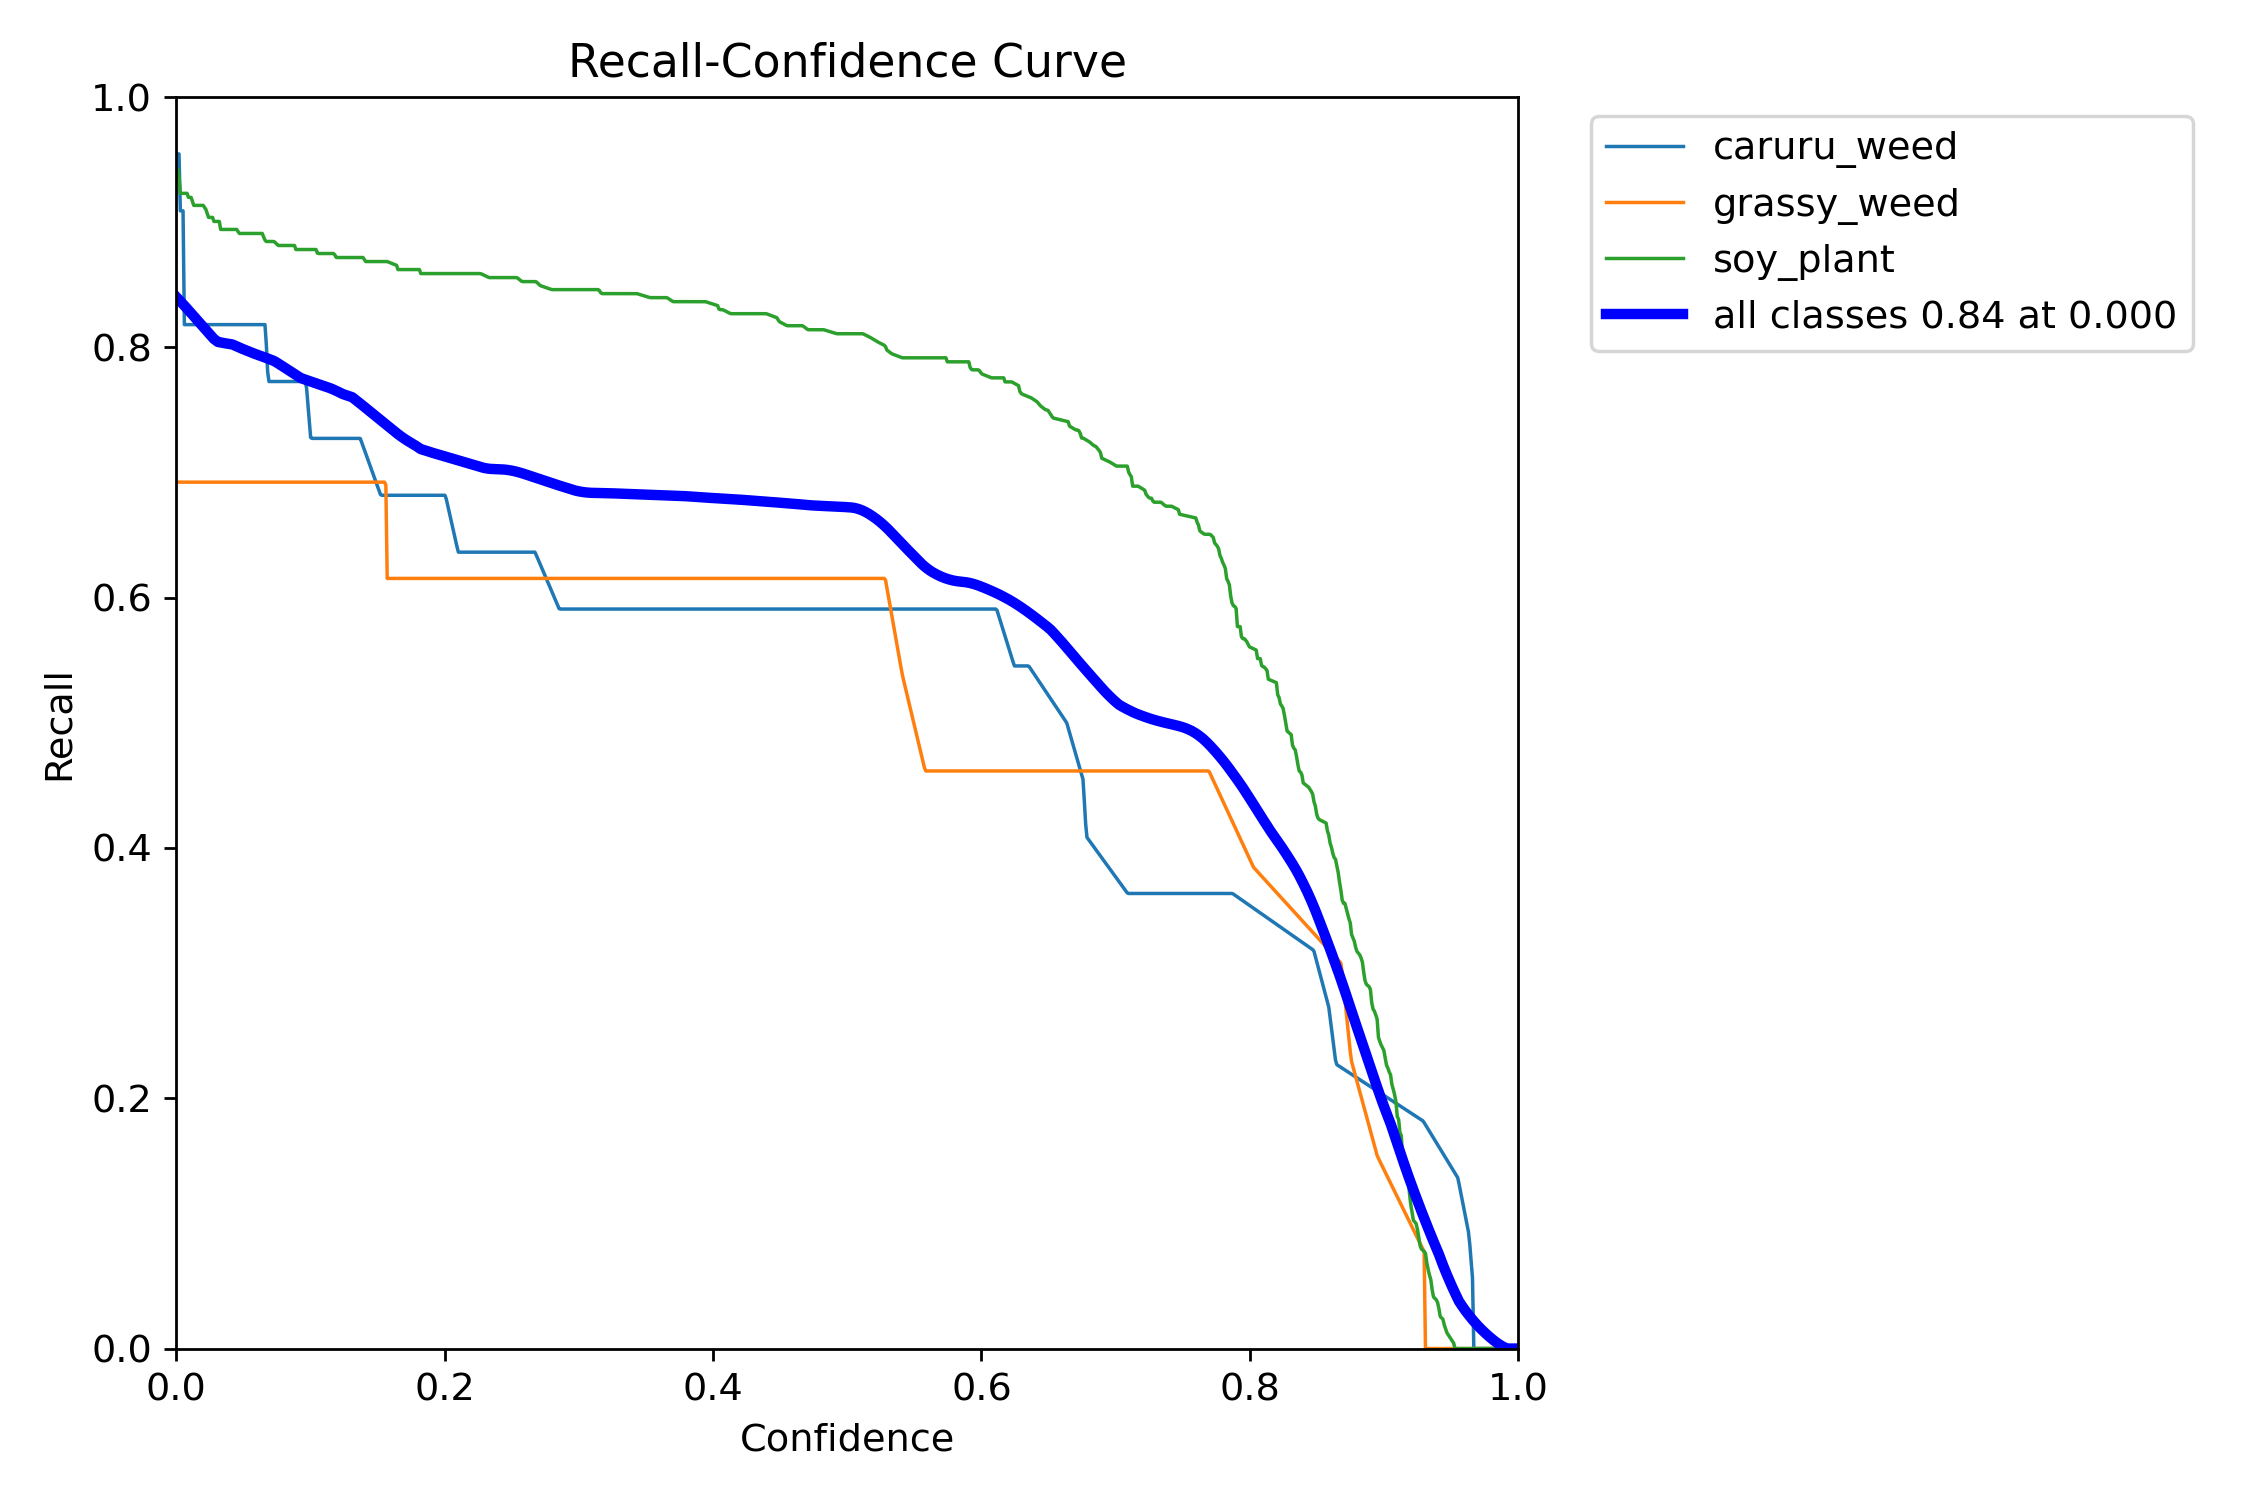 Recall-Confidence Curve
1.0
0.8
0.6
0.4
0.2
0.0
Recall
0.0 0.2 0.4 0.6 0.8 1.0
Confidence
caruru_weed
grassy_weed
soy_plant
all classes 0.84 at 0.000